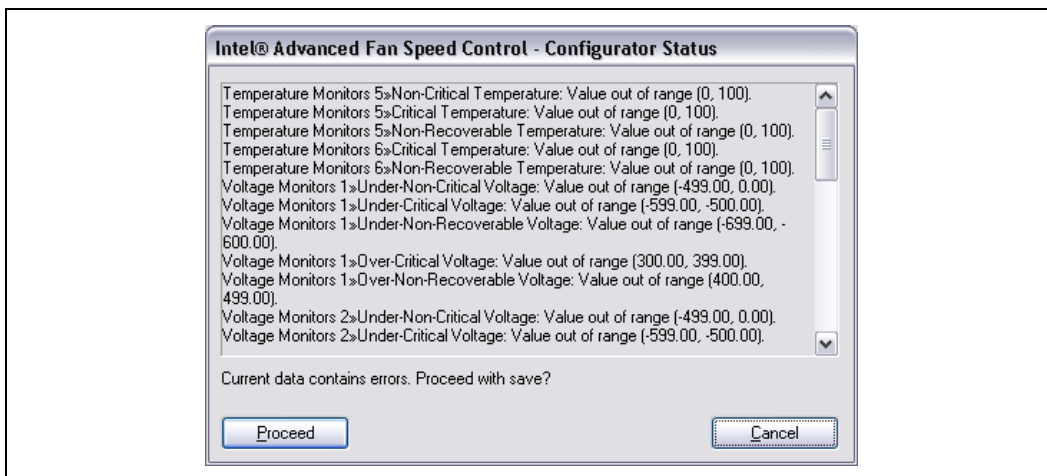 Intel® Advanced Fan Speed Control - Configurator Status
Temperature Monitors 5»Non-Critical Temperature: Value out of range (0, 100).
Temperature Monitors 5»Critical Temperature: Value out of range (0, 100).
Temperature Monitors 5»Non-Recoverable Temperature: Value out of range (0, 100).
Temperature Monitors 6»Critical Temperature: Value out of range (0, 100).
Temperature Monitors 6»Non-Recoverable Temperature: Value out of range (0, 100).
Voltage Monitors 1»Under-Non-Critical Voltage: Value out of range (-499.00, 0.00).
Voltage Monitors 1»Under-Critical Voltage: Value out of range (-599.00, -500.00).
Voltage Monitors 1»Under-Non-Recoverable Voltage: Value out of range (-699.00, -
600.00).
Voltage Monitors 1»Over-Critical Voltage: Value out of range (300.00, 399.00).
Voltage Monitors 1»Over-Non-Recoverable Voltage: Value out of range (400.00,
499.00).
Voltage Monitors 2»Under-Non-Critical Voltage: Value out of range (-499.00, 0.00).
Voltage Monitors 2»Under-Critical Voltage: Value out of range (-599.00, -500.00).
Current data contains errors. Proceed with save?
Proceed
Cancel